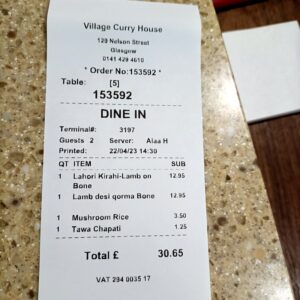 Village Curry House
129 Nelson Street
Glasgow
0141 429 4610
* Order No:153592 *
Table: [5]
153592
DINE IN
Terminal#: 3197
Guests 2 Server: Alaa H
Printed: 22/04/23 14:30
QT ITEM SUB
1 Lahori Kirahi-Lamb on 12.95
Bone
1 Lamb desi qorma Bone 12.95
1 Mushroom Rice 3.50
1 Tawa Chapati 1.25
Total £ 30.65
VAT 294 0035 17